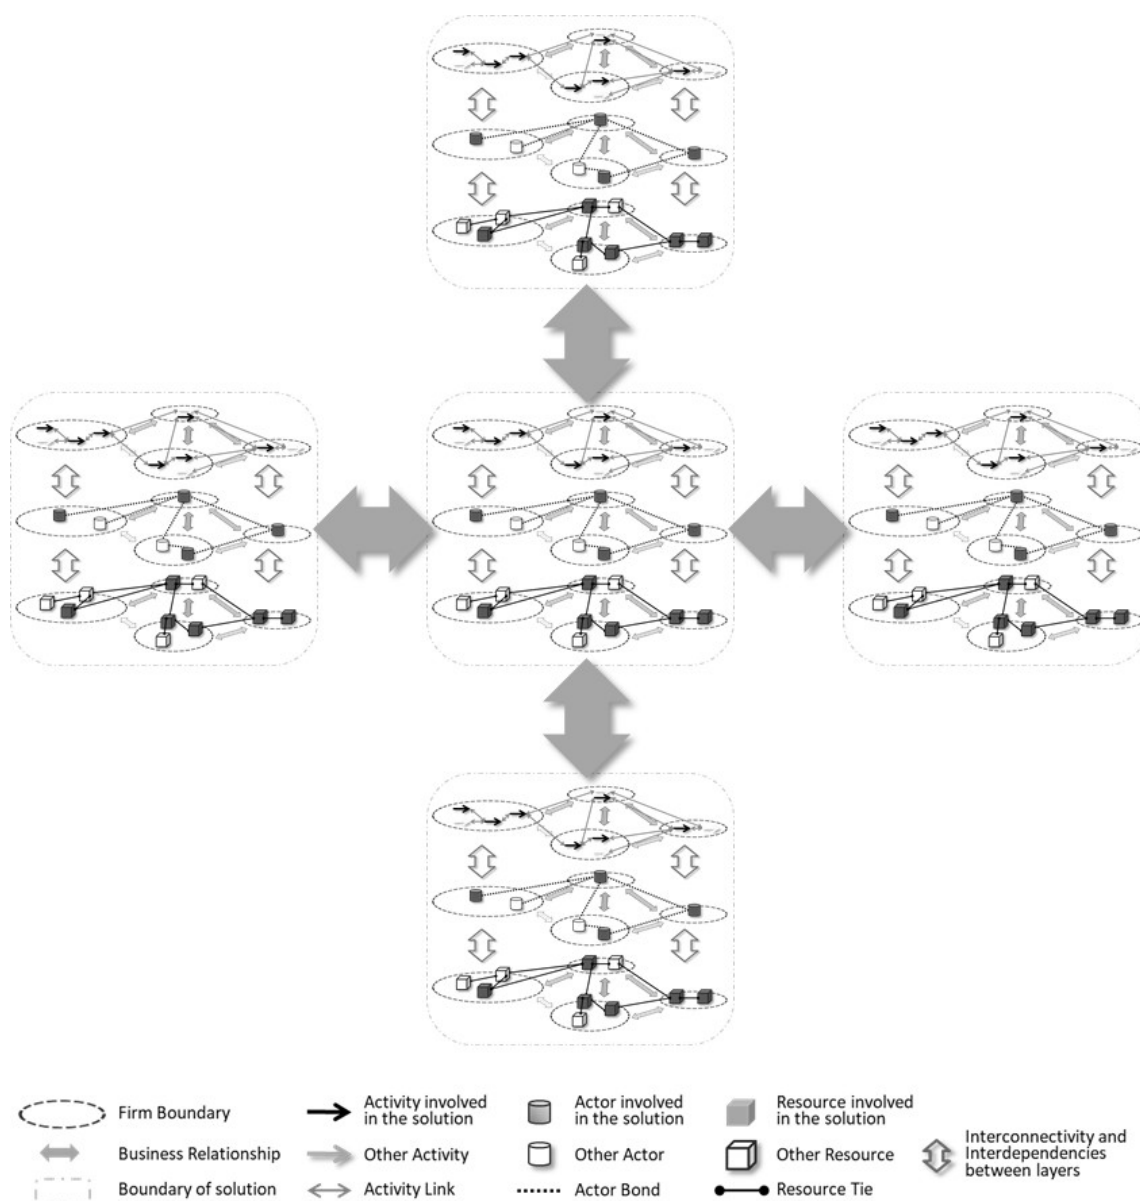 Firm Boundary
Activity involved
in the solution
Actor involved
in the solution
Resource involved
in the solution
Business Relationship
Other Activity
Other Actor
Other Resource
Interconnectivity and
Interdependencies
between layers
Boundary of solution
Activity Link
Actor Bond
Resource Tie